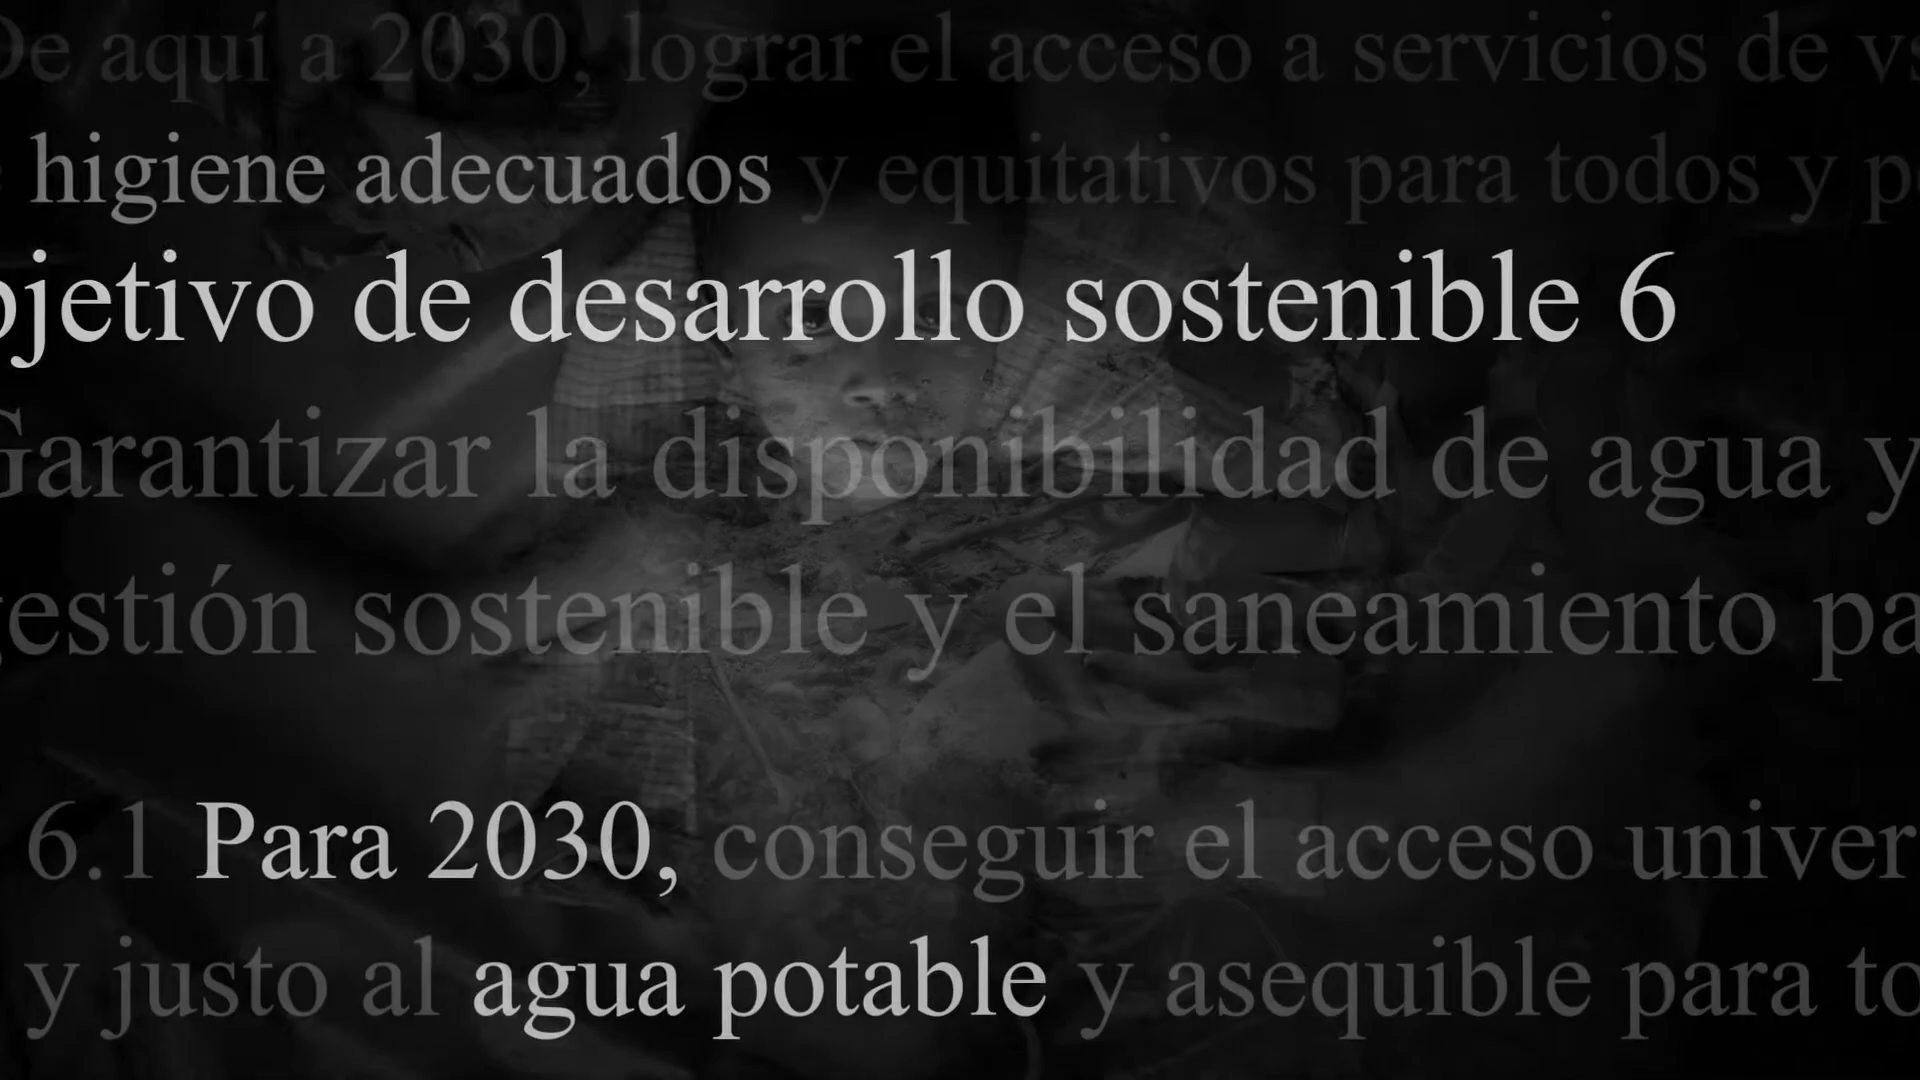 De aquí a 2030, lograr el acceso a servicios de
higiene adecuados y equitativos para todos y
bjetivo de desarrollo sostenible 6
Garantizar la disponibilidad de agua y
gestión sostenible y el saneamiento pa
6.1 Para 2030, conseguir el acceso univer
y justo al agua potable y asequible para to